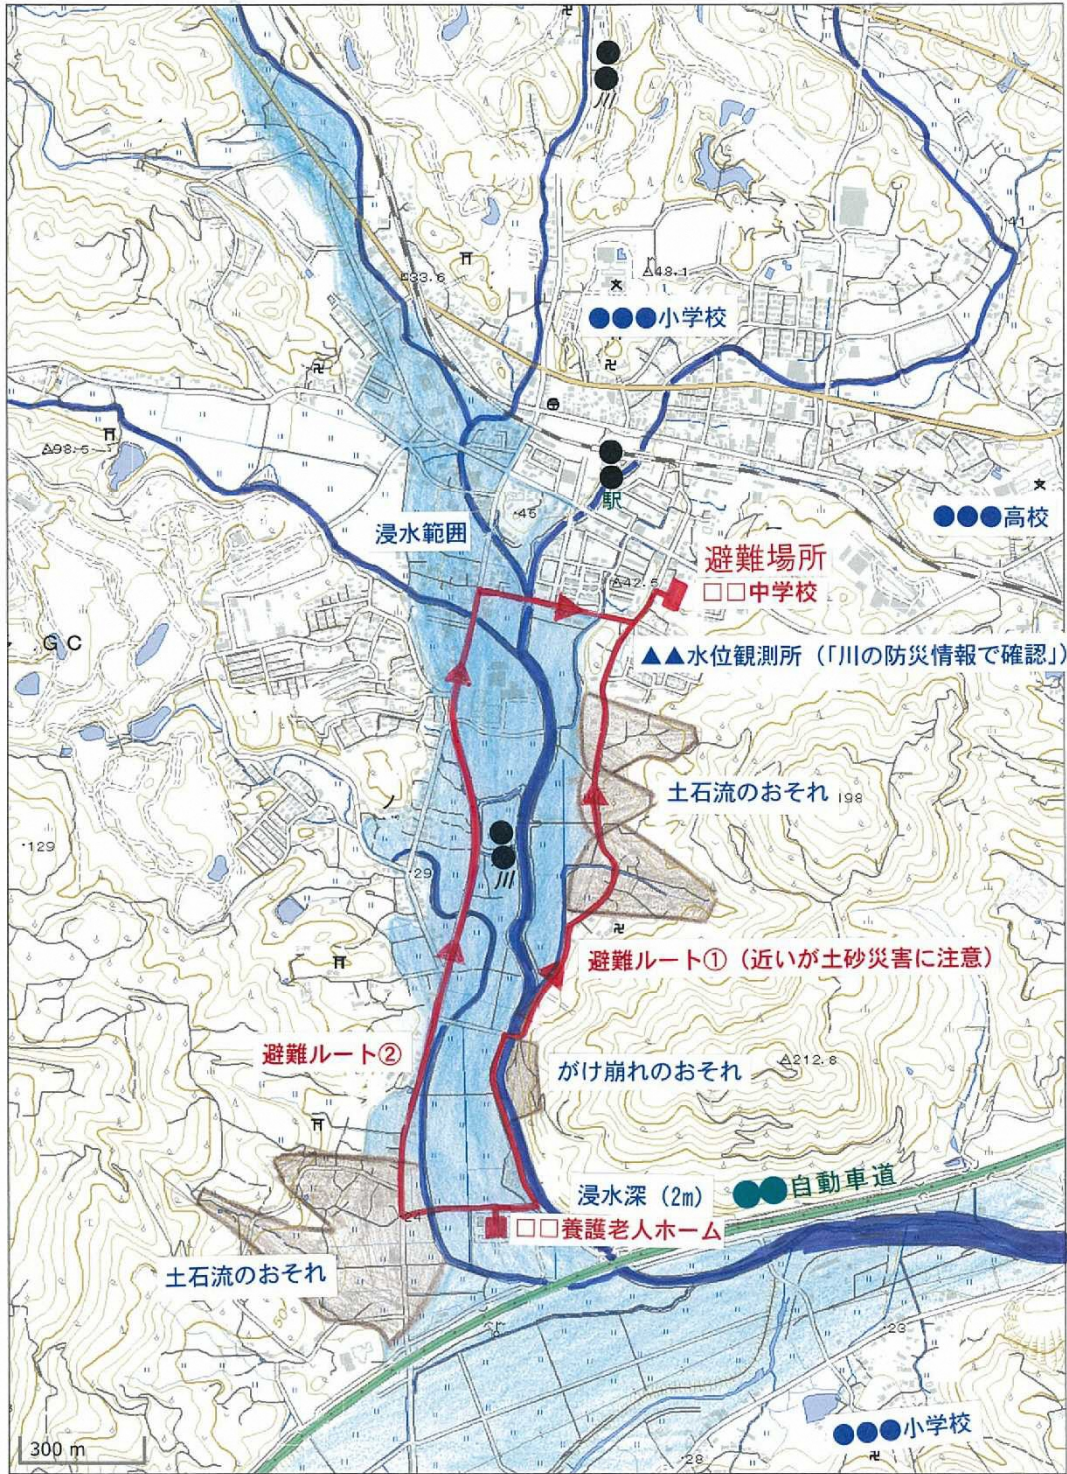 ●●
川
50
41
△48.1
33.6
文
●●●小学校
△98.5
●●
駅
文
●●●高校
46
浸水範囲
避難場所
△42.5
□□中学校
GC
▲▲水位観測所(「川の防災情報で確認」)
土石流のおそれ
198
129
29
●●
川
避難ルート①(近いが土砂災害に注意)
避難ルート②
がけ崩れのおそれ
△212.8
●●自動車道
浸水深(2m)
24
□□養護老人ホーム
土石流のおそれ
50
23
●●●小学校
300 m
28